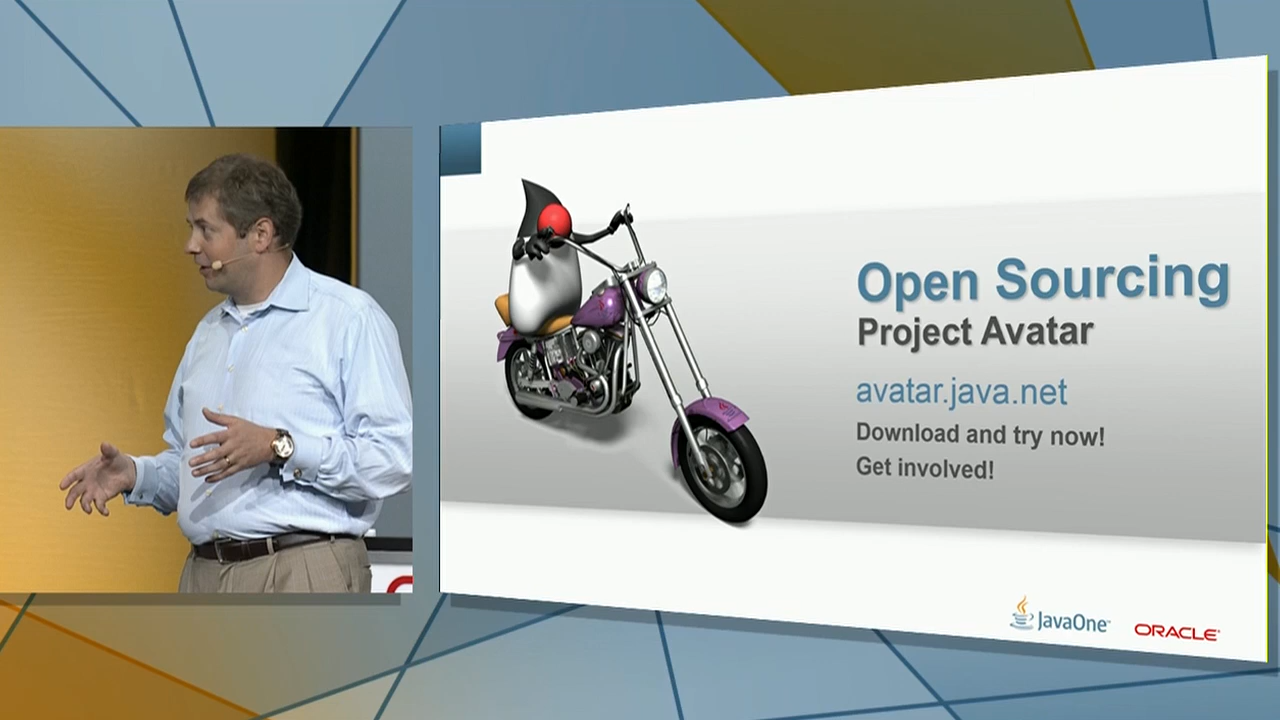 Open Sourcing
Project Avatar
avatar.java.net
Download and try now!
Get involved!
JavaOne
ORACLE